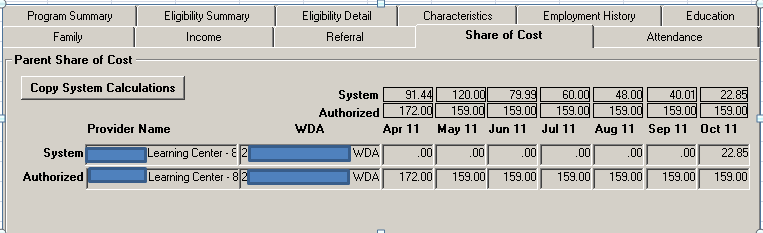 Program Summary Eligibility Summary Eligibility Detail Characteristics Employment History Education
Family Income Referral Share of Cost Attendance
Parent Share of Cost
Copy System Calculations
System 91.44 120.00 79.99 60.00 48.00 40.01 22.85
Authorized 172.00 159.00 159.00 159.00 159.00 159.00 159.00
Provider Name WDA Apr 11 May 11 Jun 11 Jul 11 Aug 11 Sep 11 Oct 11
System Learning Center - 8 2 WDA .00 .00 .00 .00 .00 .00 22.85
Authorized Learning Center - 8 2 WDA 172.00 159.00 159.00 159.00 159.00 159.00 159.00